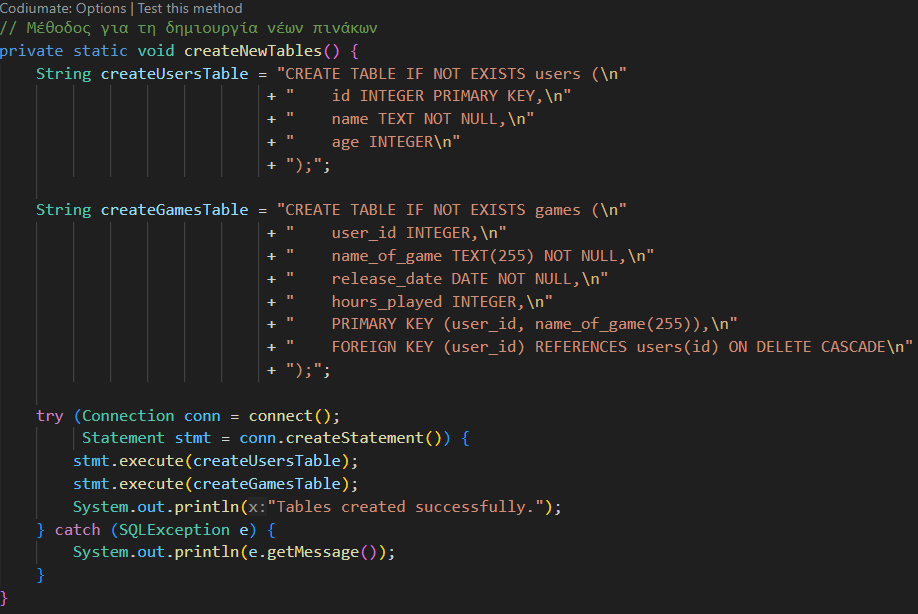 Codiumate: Options | Test this method
// Μέθοδος για τη δημιουργία νέων πινάκων
private static void createNewTables() {
    String createUsersTable = "CREATE TABLE IF NOT EXISTS users (\n"
                            + "    id INTEGER PRIMARY KEY,\n"
                            + "    name TEXT NOT NULL,\n"
                            + "    age INTEGER\n"
                            + ");";
    String createGamesTable = "CREATE TABLE IF NOT EXISTS games (\n"
                            + "    user_id INTEGER,\n"
                            + "    name_of_game TEXT(255) NOT NULL,\n"
                            + "    release_date DATE NOT NULL,\n"
                            + "    hours_played INTEGER,\n"
                            + "    PRIMARY KEY (user_id, name_of_game(255)),\n"
                            + "    FOREIGN KEY (user_id) REFERENCES users(id) ON DELETE CASCADE\n"
                            + ");";
    try (Connection conn = connect();
         Statement stmt = conn.createStatement()) {
        stmt.execute(createUsersTable);
        stmt.execute(createGamesTable);
        System.out.println(x:"Tables created successfully.");
    } catch (SQLException e) {
        System.out.println(e.getMessage());
    }
}